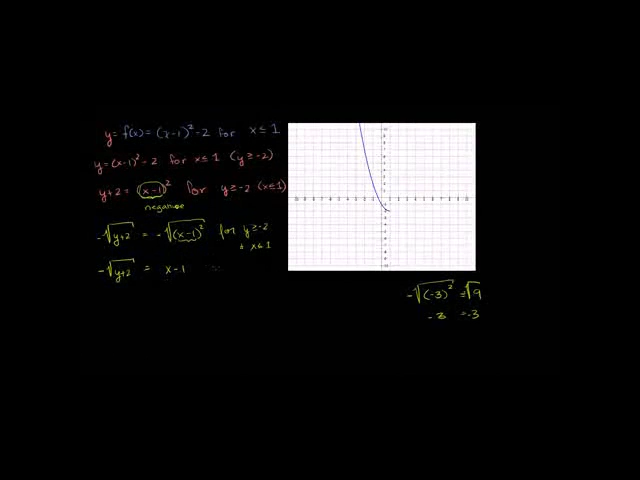 y = f(x) = (x-1)² - 2 for x ≤ 1
y = (x-1)² - 2 for x ≤ 1 (y ≥ -2)
y+2 = (x-1)² for y ≥ -2 (x ≤ 1)
negative
-√(y+2) = -√((x-1)²) for y ≥ -2
+ x ≤ 1
-√(y+2) = x-1
-√((-3)²) = -√9
-3 = -3